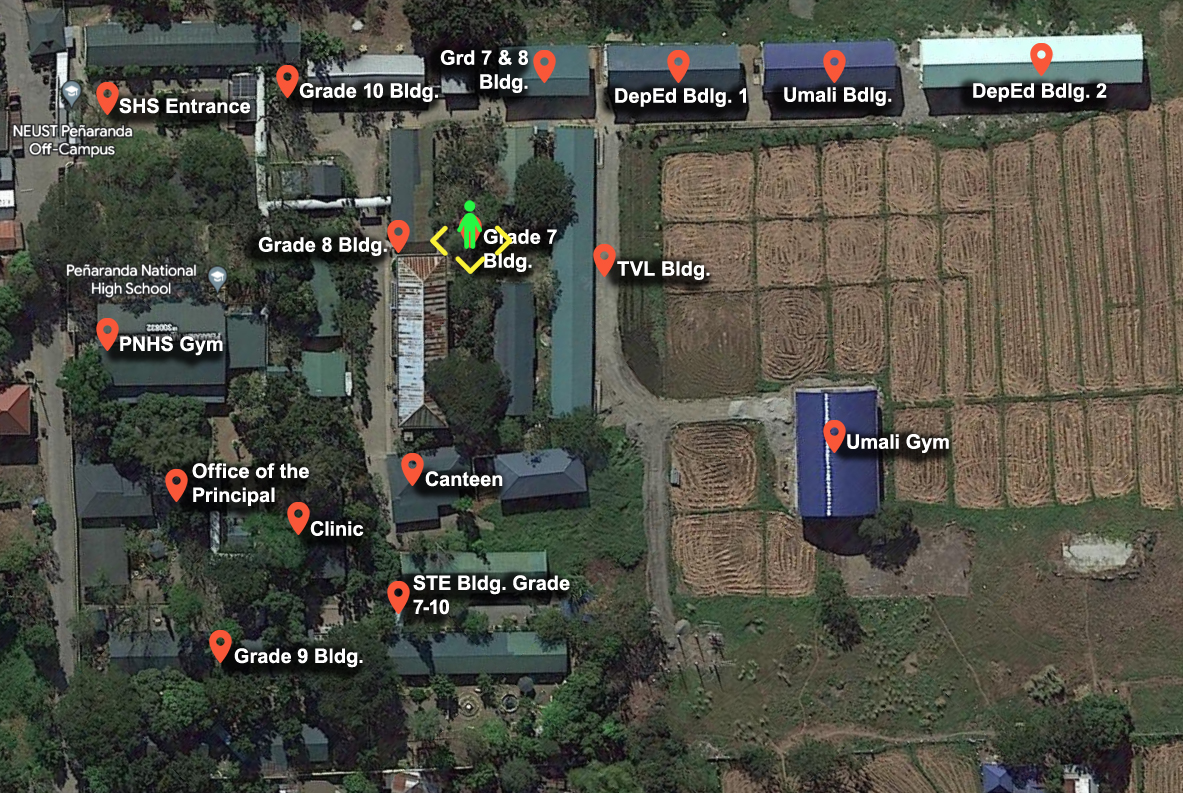 Grd 7 & 8
Bldg.
SHS Entrance
Grade 10 Bldg.
DepEd Bdlg. 1
Umali Bdlg.
DepEd Bdlg. 2
NEUST Peñaranda
Off-Campus
Grade 8 Bldg.
Grade 7
Bldg.
TVL Bldg.
Peñaranda National
High School
PNHS Gym
Umali Gym
Office of the
Principal
Canteen
Clinic
STE Bldg. Grade
7-10
Grade 9 Bldg.